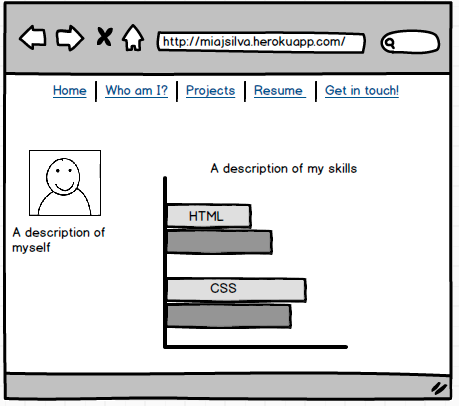 http://miajsilva.herokuapp.com/
Home | Who am I? | Projects | Resume | Get in touch!
A description of my skills
HTML
A description of
myself
CSS